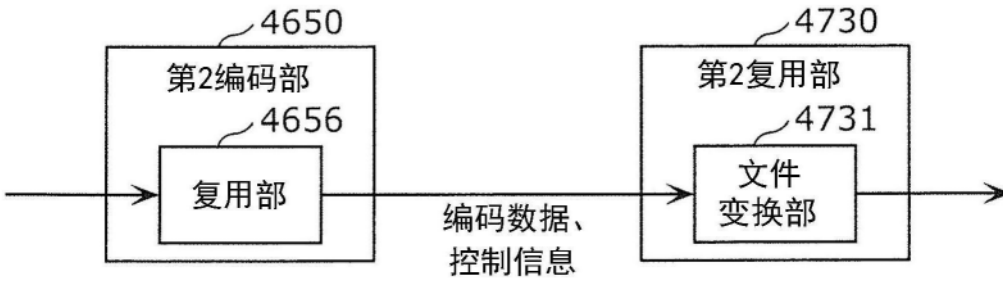 4650
第2编码部
4656
复用部
编码数据、
控制信息
4730
第2复用部
4731
文件
变换部